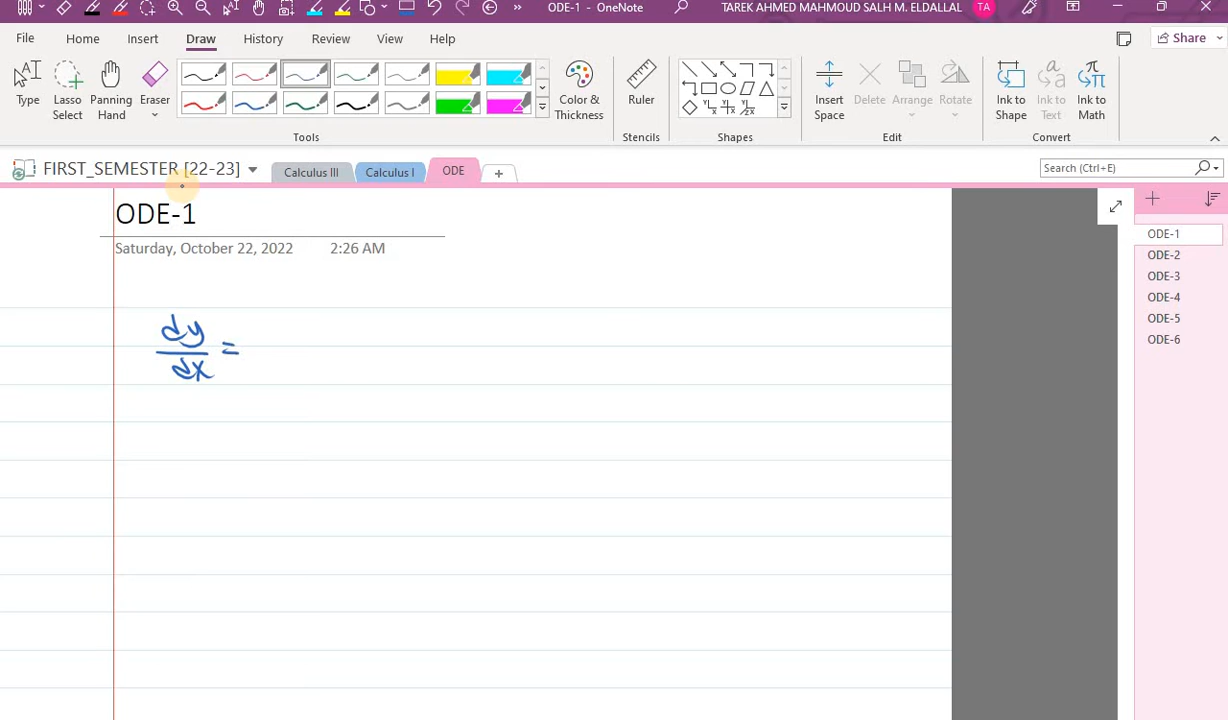 ODE-1 - OneNote
TAREK AHMED MAHMOUD SALH M. ELDALLAL
TA
File Home Insert Draw History Review View Help
Share
Type
Lasso Select
Panning Hand
Eraser
Color & Thickness
Ruler
Insert Space
Delete
Arrange
Rotate
Ink to Shape
Ink to Text
Ink to Math
Tools
Stencils
Shapes
Edit
Convert
FIRST_SEMESTER [22-23]
Calculus III
Calculus I
ODE
Search (Ctrl+E)
ODE-1
Saturday, October 22, 2022 2:26 AM
dy/dx =
ODE-1
ODE-2
ODE-3
ODE-4
ODE-5
ODE-6